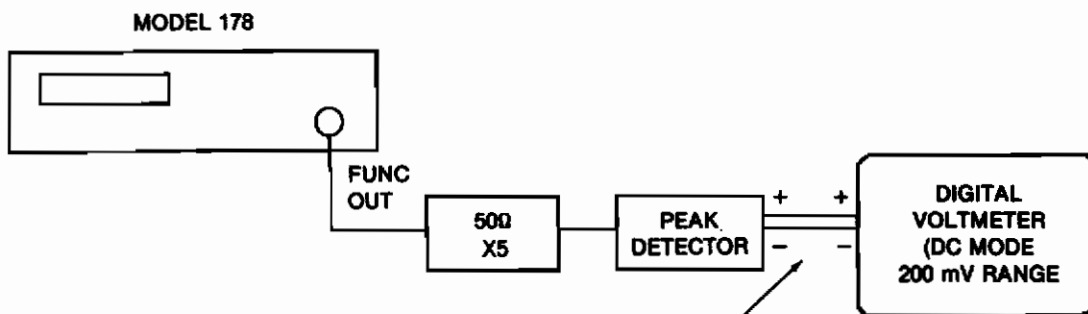 MODEL 178
FUNC
OUT
50Ω
X5
PEAK
DETECTOR
+ +
- -
DIGITAL
VOLTMETER
(DC MODE
200 mV RANGE